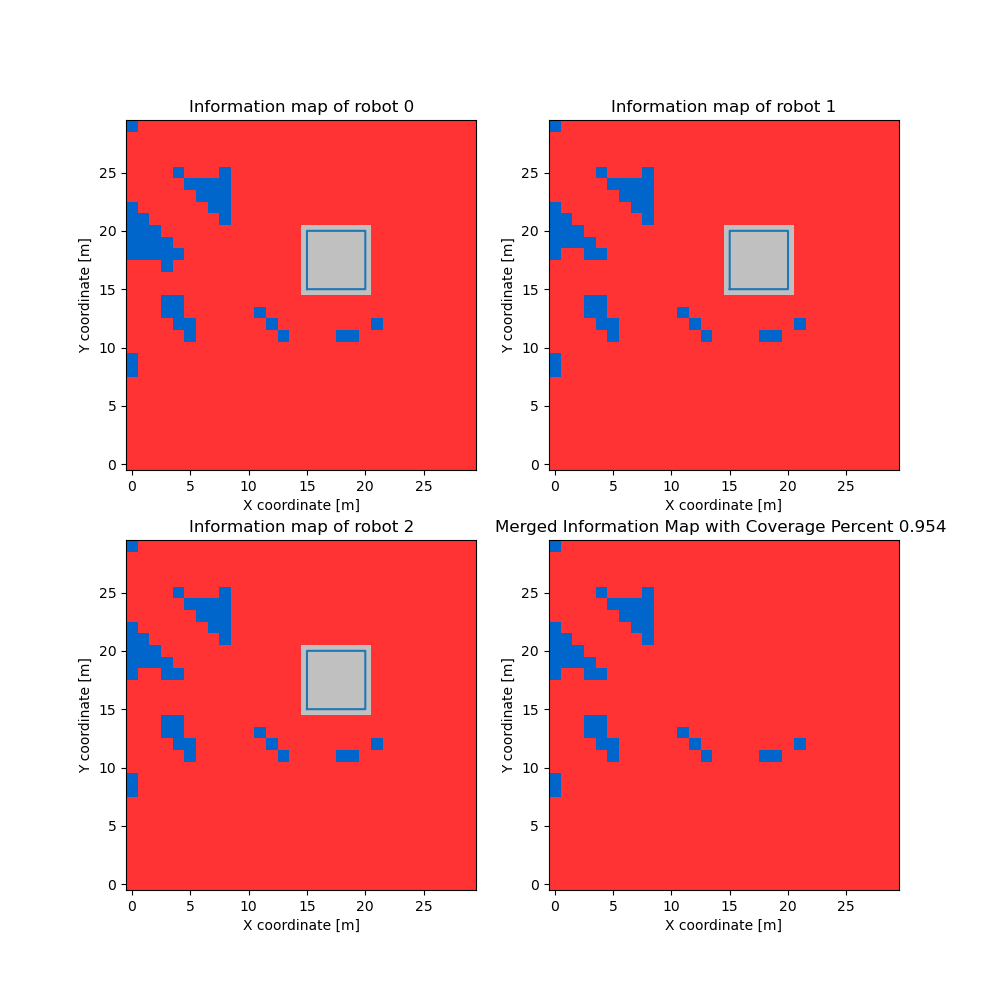 Information map of robot 0
Information map of robot 1
25
20
15
10
5
0
Y coordinate [m]
0 5 10 15 20 25
X coordinate [m]
25
20
15
10
5
0
Y coordinate [m]
0 5 10 15 20 25
X coordinate [m]
Information map of robot 2
Merged Information Map with Coverage Percent 0.954
25
20
15
10
5
0
Y coordinate [m]
0 5 10 15 20 25
X coordinate [m]
25
20
15
10
5
0
Y coordinate [m]
0 5 10 15 20 25
X coordinate [m]